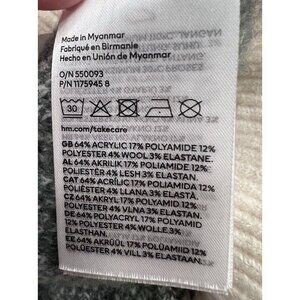 Made in Myanmar
Fabriqué en Birmanie
Hecho en Unión de Myanmar
O/N 550093
P/N 1175945 8
30
hm.com/takecare
GB 64% ACRYLIC 17% POLYAMIDE 12%
POLYESTER 4% WOOL 3% ELASTANE.
AL 64% AKRILIK 17% POLIAMIDE 12%
POLIESTËR 4% LESH 3% ELASTAN.
CAT 64% ACRÍLIC 17% POLIAMIDA 12%
POLIÈSTER 4% LLANA 3% ELASTÀ.
CZ 64% AKRYL 17% POLYAMID 12%
POLYESTER 4% VLNA 3% ELASTAN.
DE 64% POLYACRYL 17% POLYAMID 12%
POLYESTER 4% WOLLE 3%
ELASTHAN.
EE 64% AKRÜÜL 17% POLÜAMIID 12%
POLÜESTER 4% VILL 3% ELASTAAN.